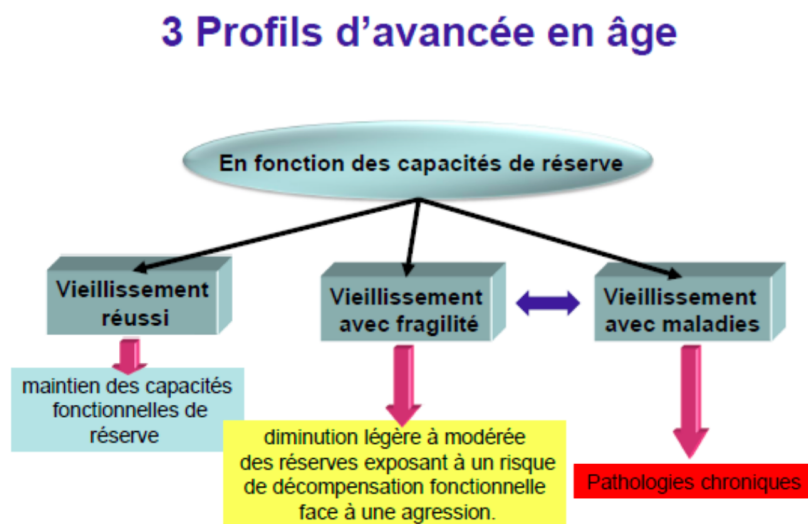 3 Profils d'avancée en âge
En fonction des capacités de réserve
Vieillissement
réussi
Vieillissement
avec fragilité
Vieillissement
avec maladies
maintien des capacités
fonctionnelles de
réserve
diminution légère à modérée
des réserves exposant à un risque
de décompensation fonctionnelle
face à une agression.
Pathologies chroniques